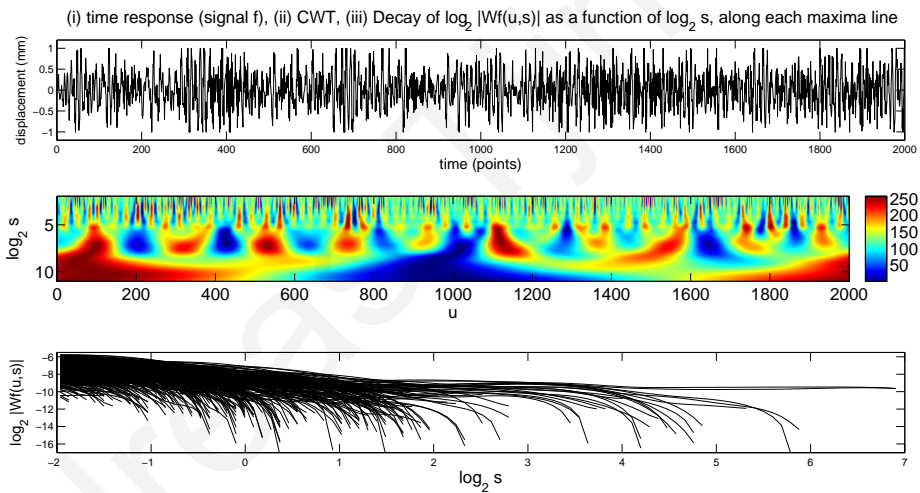 (i) time response (signal f), (ii) CWT, (iii) Decay of log2 |Wf(u,s)| as a function of log2 s, along each maxima line
displacement (mm)
1
0.5
0
−0.5
−1
0 200 400 600 800 1000 1200 1400 1600 1800 2000
time (points)
log2 s
5
10
0 200 400 600 800 1000 1200 1400 1600 1800 2000
u
250
200
150
100
50
log2 |Wf(u,s)|
−6
−8
−10
−12
−14
−16
−2 −1 0 1 2 3 4 5 6 7
log2 s